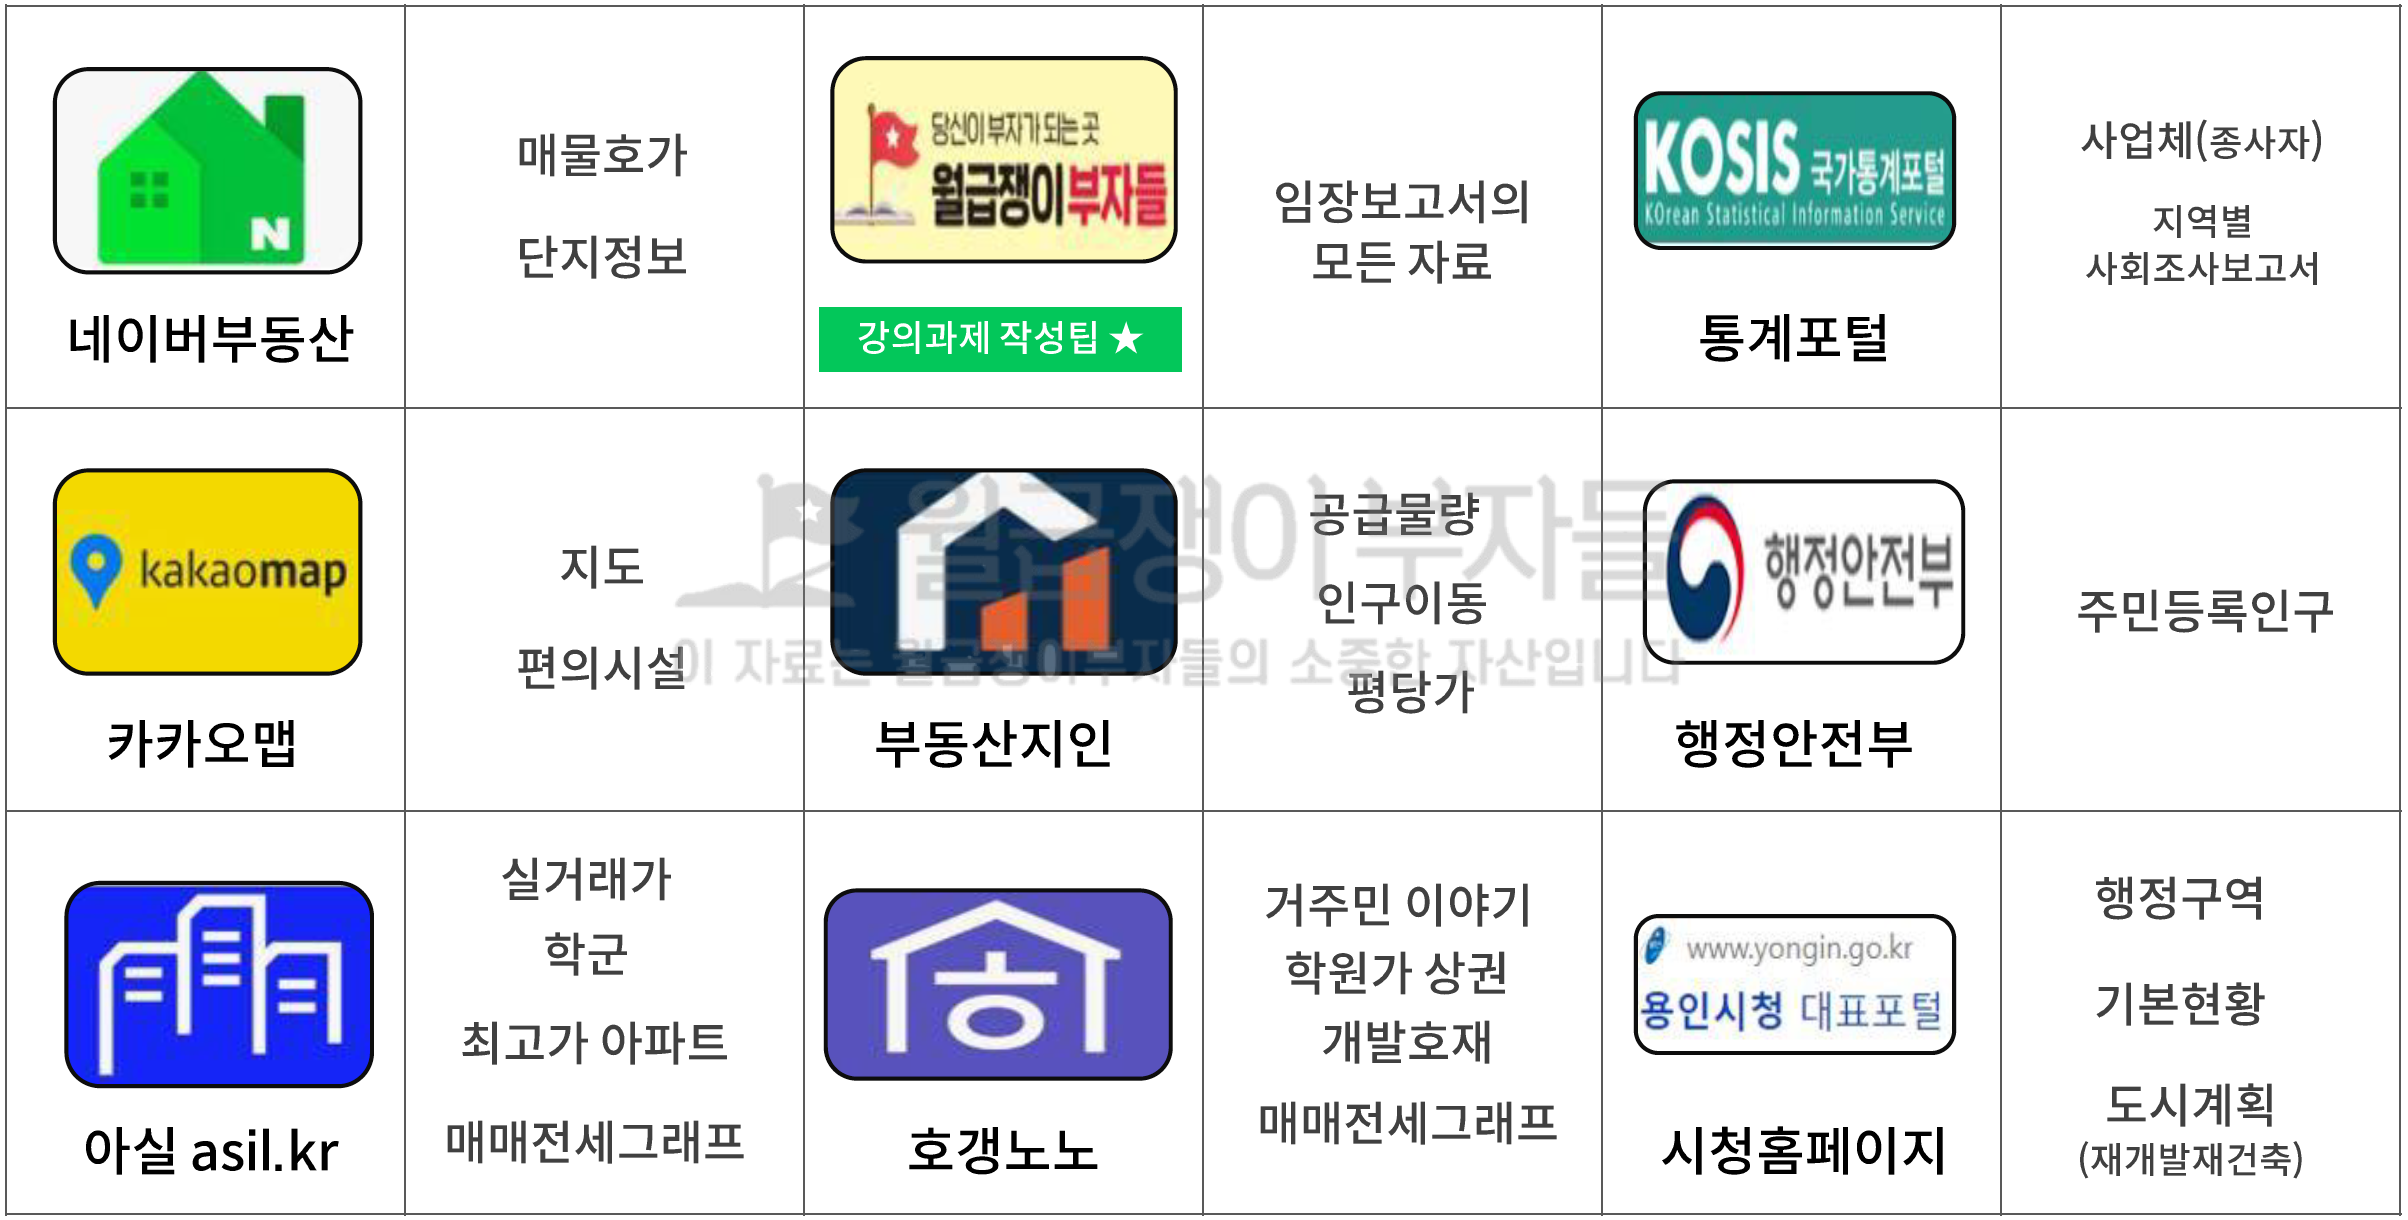 N
네이버부동산
매물호가
단지정보
당신이 부자가 되는 곳
월급쟁이부자들
강의과제 작성팁 ★
임장보고서의
모든 자료
KOSIS 국가통계포털
KOrean Statistical Information Service
통계포털
사업체(종사자)
지역별
사회조사보고서
kakaomap
카카오맵
지도
편의시설
부동산지인
공급물량
인구이동
평당가
행정안전부
행정안전부
주민등록인구
월급쟁이부자들
이 자료는 월급쟁이부자들의 소중한 자산입니다
아실 asil.kr
실거래가
학군
최고가 아파트
매매전세그래프
호
호갱노노
거주민 이야기
학원가 상권
개발호재
매매전세그래프
www.yongin.go.kr
용인시청 대표포털
시청홈페이지
행정구역
기본현황
도시계획
(재개발재건축)